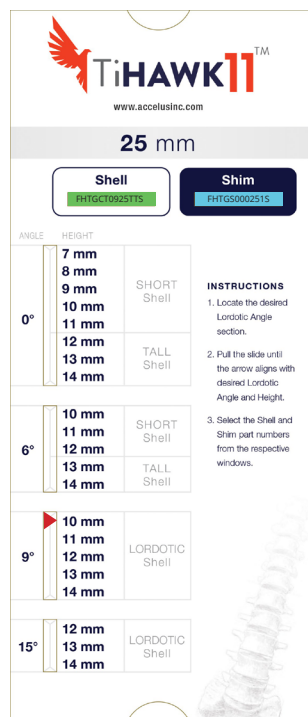 TiHAWK11™
www.accelusinc.com
25 mm
Shell
FHTGCT0925TTS
Shim
FHTGS000251S
ANGLE HEIGHT
0°
7 mm
8 mm
9 mm
10 mm
11 mm
SHORT
Shell
12 mm
13 mm
14 mm
TALL
Shell
6°
10 mm
11 mm
12 mm
SHORT
Shell
13 mm
14 mm
TALL
Shell
9°
10 mm
11 mm
12 mm
13 mm
14 mm
LORDOTIC
Shell
15°
12 mm
13 mm
14 mm
LORDOTIC
Shell
INSTRUCTIONS
1. Locate the desired
Lordotic Angle
section.
2. Pull the slide until
the arrow aligns with
desired Lordotic
Angle and Height.
3. Select the Shell and
Shim part numbers
from the respective
windows.